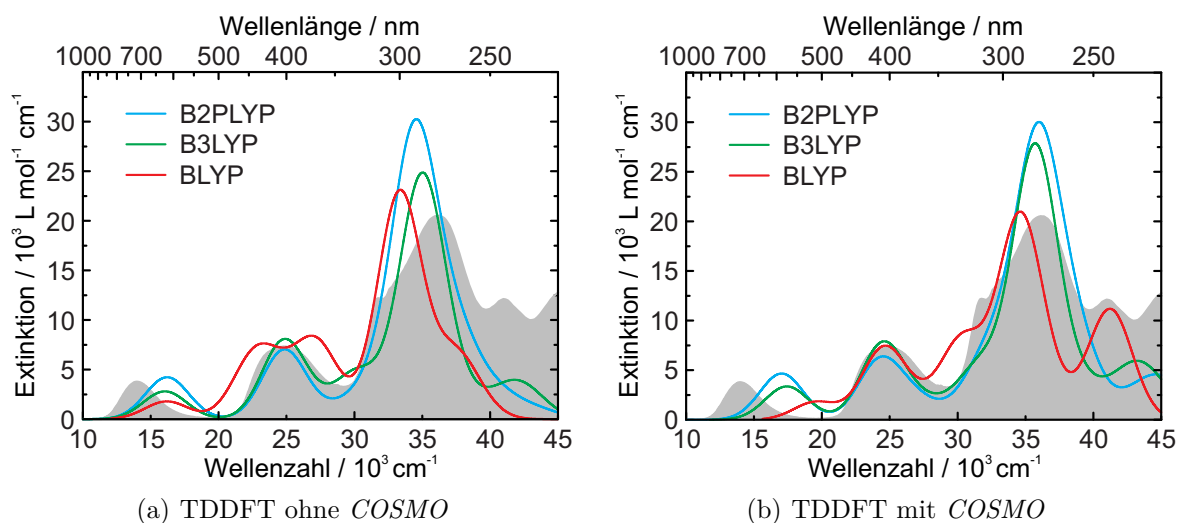 Wellenlänge / nm
1000 700 500 400 300 250
Extinktion / 10³ L mol⁻¹ cm⁻¹
30
25
20
15
10
5
0
B2PLYP
B3LYP
BLYP
10 15 20 25 30 35 40 45
Wellenzahl / 10³ cm⁻¹
(a) TDDFT ohne COSMO
Wellenlänge / nm
1000 700 500 400 300 250
Extinktion / 10³ L mol⁻¹ cm⁻¹
30
25
20
15
10
5
0
B2PLYP
B3LYP
BLYP
10 15 20 25 30 35 40 45
Wellenzahl / 10³ cm⁻¹
(b) TDDFT mit COSMO